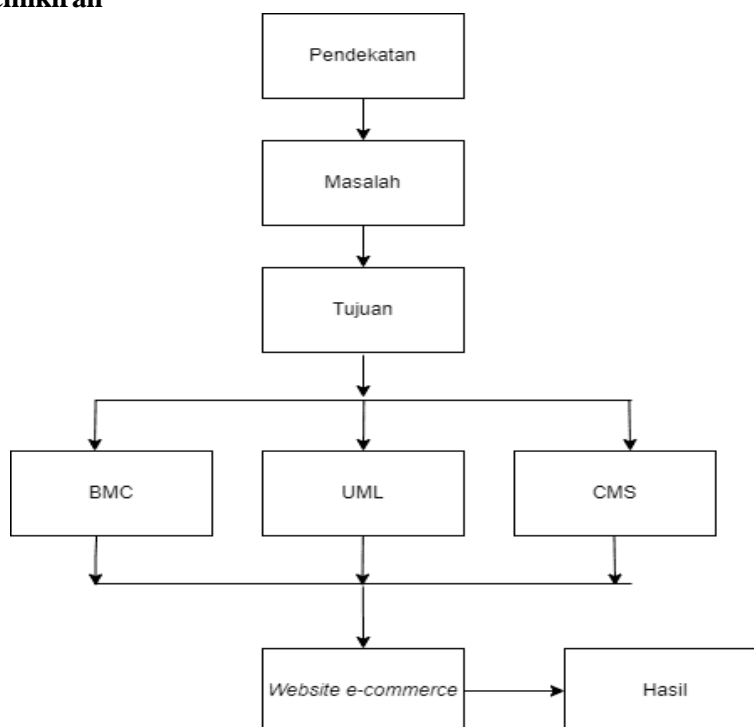 Pendekatan
Masalah
Tujuan
BMC
UML
CMS
Website e-commerce
Hasil